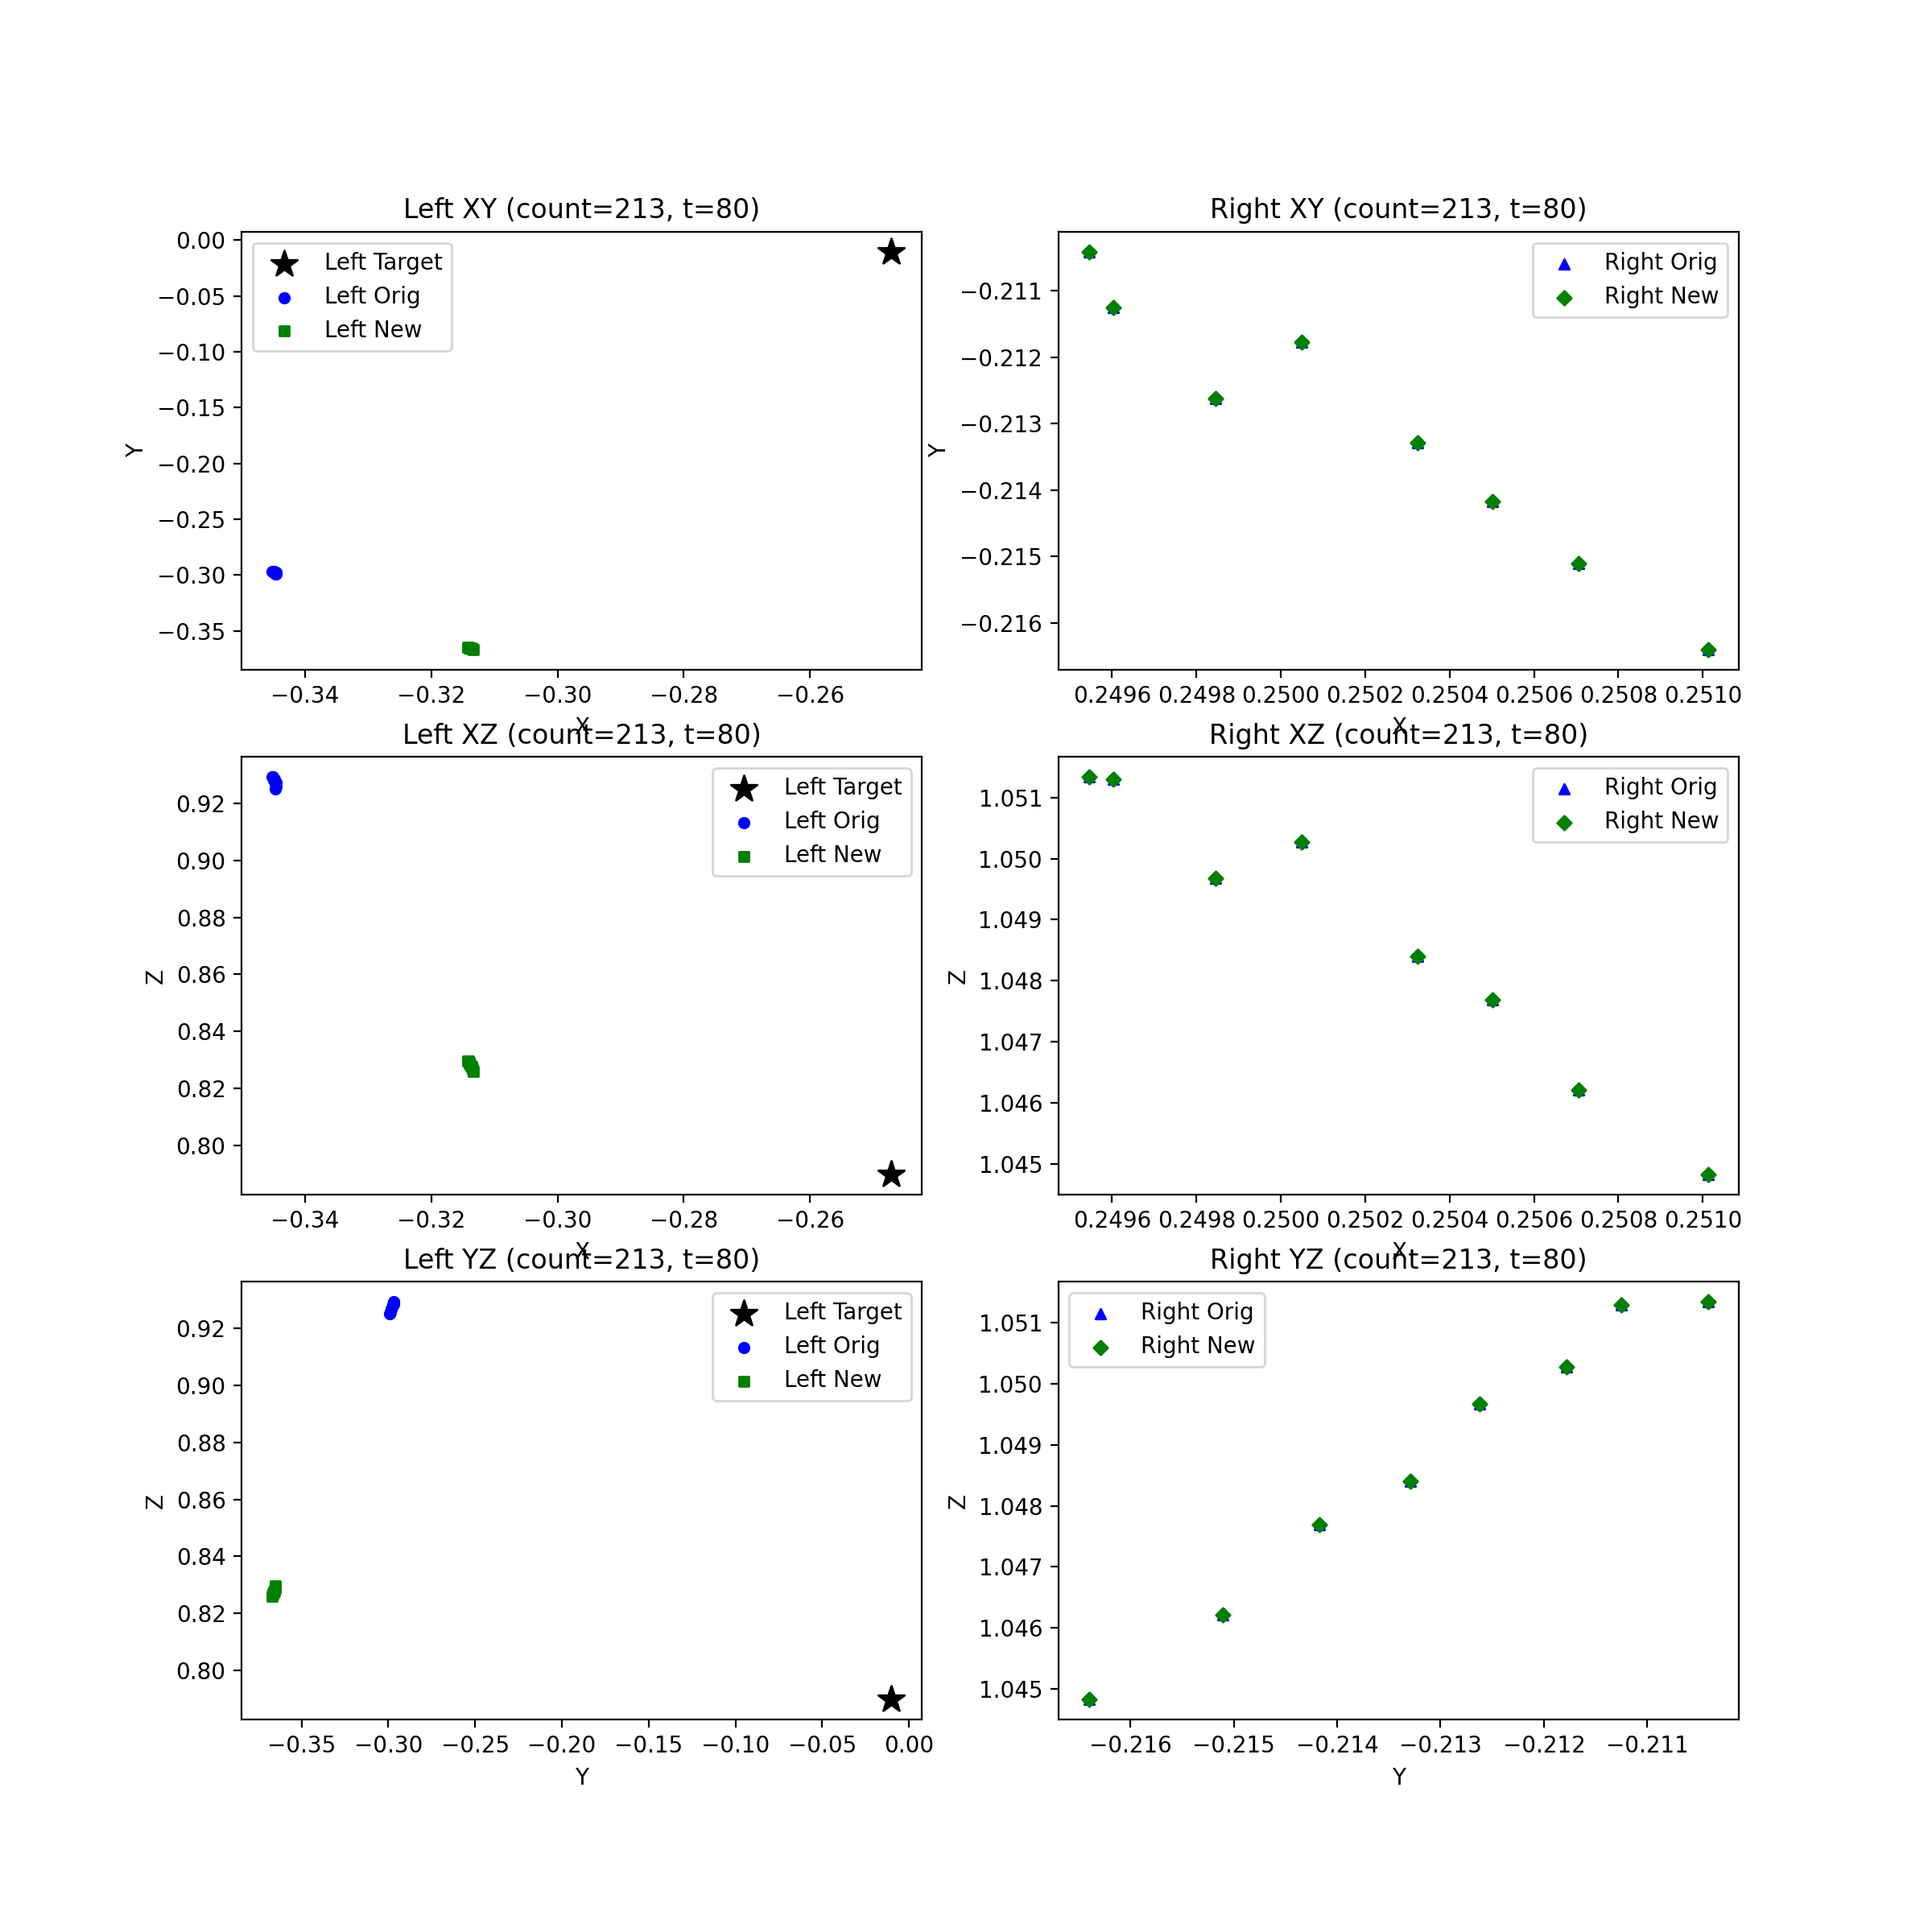 Left XY (count=213, t=80)
0.00
−0.05
−0.10
−0.15
−0.20
−0.25
−0.30
−0.35
Y
Left Target
Left Orig
Left New
−0.34 −0.32 −0.30 −0.28 −0.26
X
Right XY (count=213, t=80)
−0.211
−0.212
−0.213
−0.214
−0.215
−0.216
Y
Right Orig
Right New
0.2496 0.2498 0.2500 0.2502 0.2504 0.2506 0.2508 0.2510
X
Left XZ (count=213, t=80)
0.92
0.90
0.88
0.86
0.84
0.82
0.80
Z
Left Target
Left Orig
Left New
−0.34 −0.32 −0.30 −0.28 −0.26
X
Right XZ (count=213, t=80)
1.051
1.050
1.049
1.048
1.047
1.046
1.045
Z
Right Orig
Right New
0.2496 0.2498 0.2500 0.2502 0.2504 0.2506 0.2508 0.2510
X
Left YZ (count=213, t=80)
0.92
0.90
0.88
0.86
0.84
0.82
0.80
Z
Left Target
Left Orig
Left New
−0.35 −0.30 −0.25 −0.20 −0.15 −0.10 −0.05 0.00
Y
Right YZ (count=213, t=80)
1.051
1.050
1.049
1.048
1.047
1.046
1.045
Z
Right Orig
Right New
−0.216 −0.215 −0.214 −0.213 −0.212 −0.211
Y